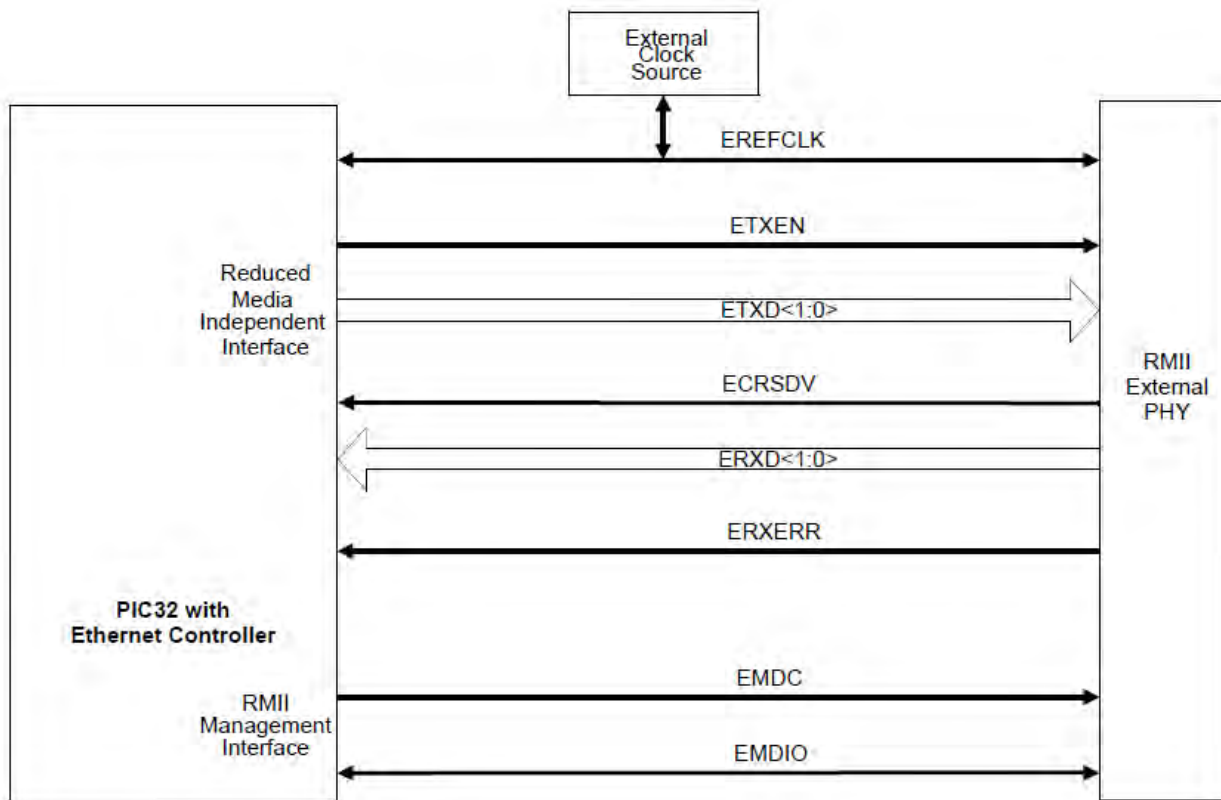 External
Clock
Source
EREFCLK
ETXEN
Reduced
Media
Independent
Interface
ETXD<1:0>
ECRSDV
RMII
External
PHY
ERXD<1:0>
ERXERR
PIC32 with
Ethernet Controller
EMDC
RMII
Management
Interface
EMDIO